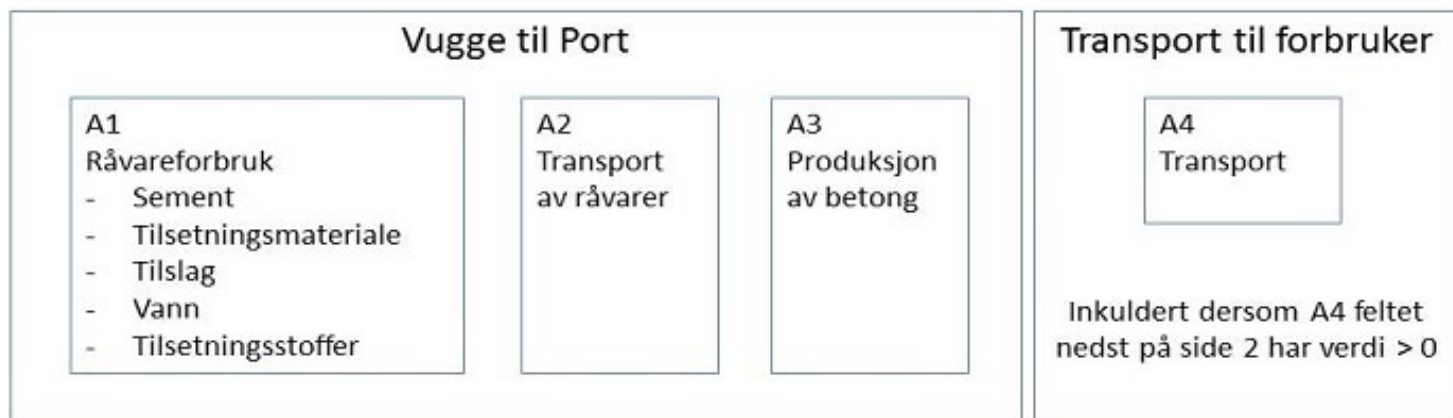 Vugge til Port
A1
Råvareforbruk
- Sement
- Tilsetningsmateriale
- Tilslag
- Vann
- Tilsetningsstoffer
A2
Transport
av råvarer
A3
Produksjon
av betong
Transport til forbruker
A4
Transport
Inkuldert dersom A4 feltet
nedst på side 2 har verdi > 0